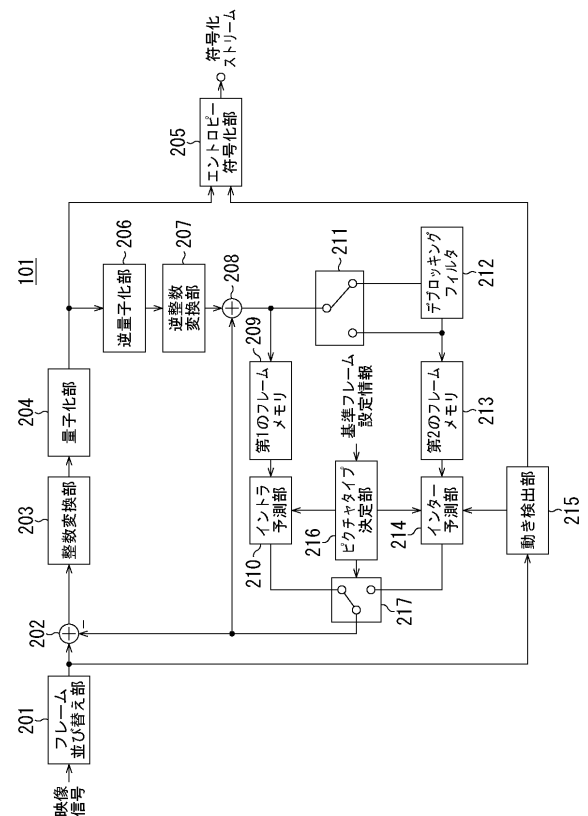 101
映像
信号
201
フレーム
並び替え部
202
−
203
整数変換部
204
量子化部
205
エントロピー
符号化部
符号化
ストリーム
206
逆量子化部
207
逆整数
変換部
208
209
第1のフレーム
メモリ
210
イントラ
予測部
211
212
デブロッキング
フィルタ
213
第2のフレーム
メモリ
214
インター
予測部
215
動き検出部
216
ピクチャタイプ
決定部
基準フレーム
設定情報
217